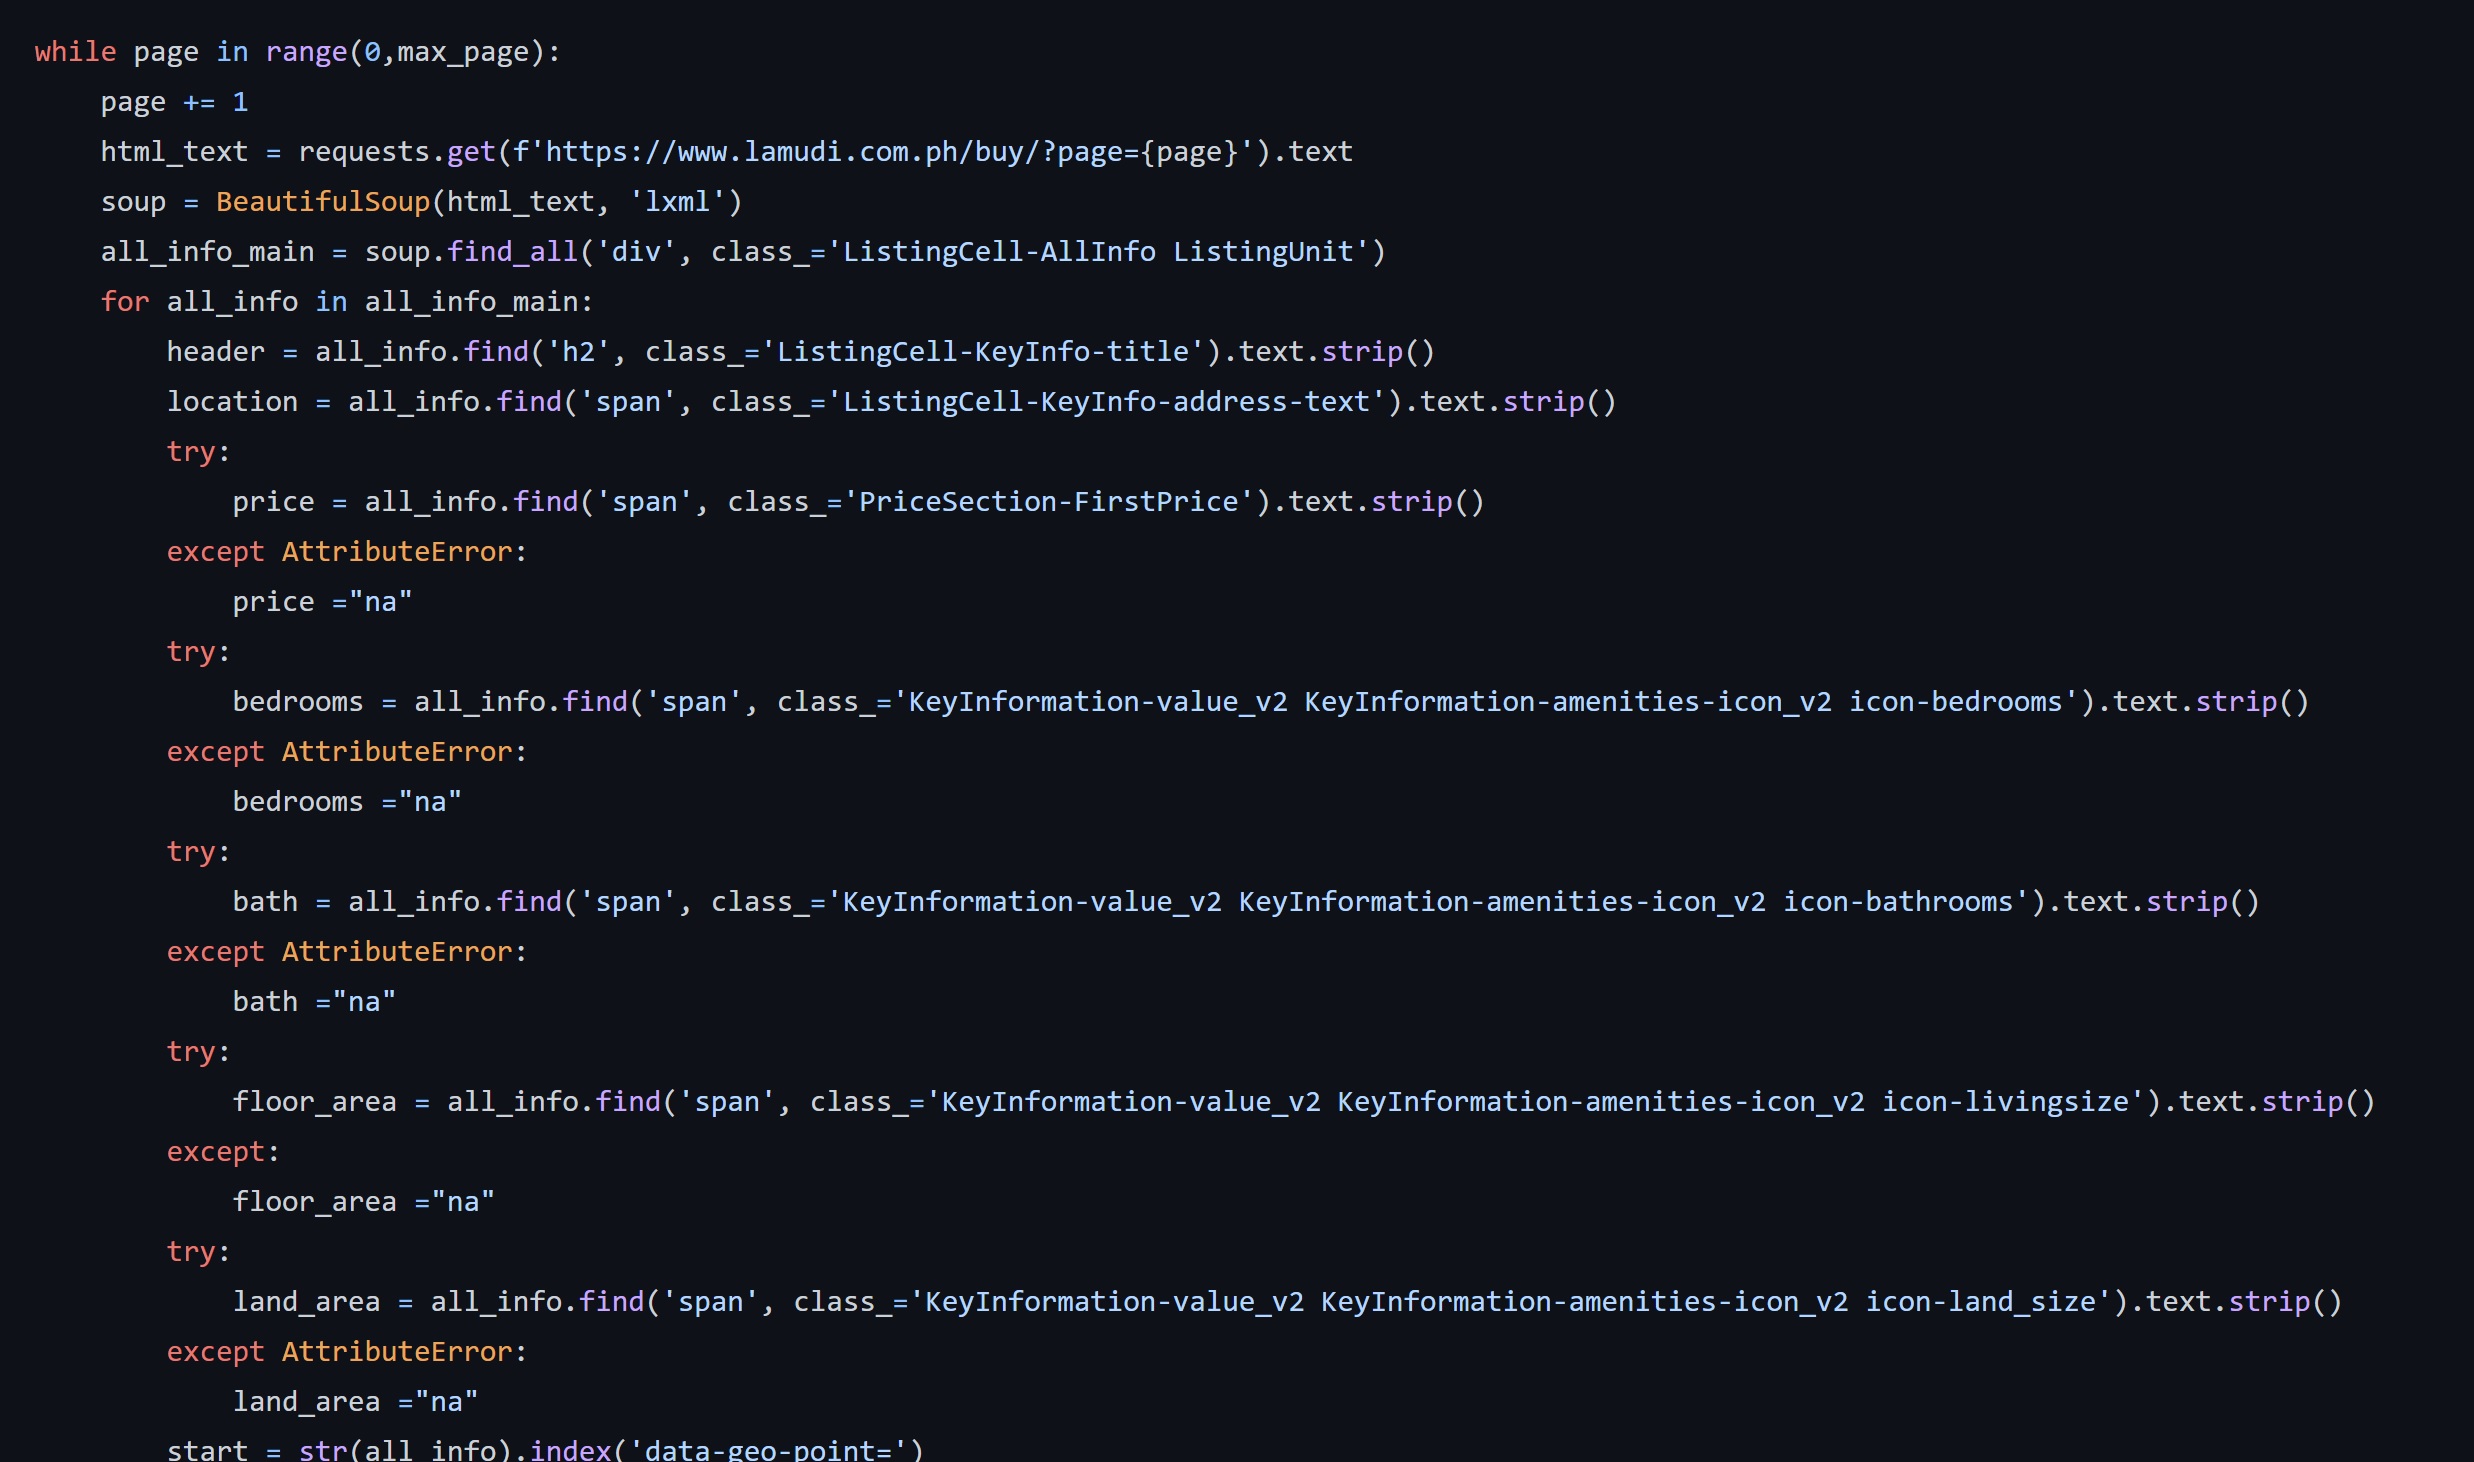 while page in range(0,max_page):
    page += 1
    html_text = requests.get(f'https://www.lamudi.com.ph/buy/?page={page}').text
    soup = BeautifulSoup(html_text, 'lxml')
    all_info_main = soup.find_all('div', class_='ListingCell-AllInfo ListingUnit')
    for all_info in all_info_main:
        header = all_info.find('h2', class_='ListingCell-KeyInfo-title').text.strip()
        location = all_info.find('span', class_='ListingCell-KeyInfo-address-text').text.strip()
        try:
            price = all_info.find('span', class_='PriceSection-FirstPrice').text.strip()
        except AttributeError:
            price ="na"
        try:
            bedrooms = all_info.find('span', class_='KeyInformation-value_v2 KeyInformation-amenities-icon_v2 icon-bedrooms').text.strip()
        except AttributeError:
            bedrooms ="na"
        try:
            bath = all_info.find('span', class_='KeyInformation-value_v2 KeyInformation-amenities-icon_v2 icon-bathrooms').text.strip()
        except AttributeError:
            bath ="na"
        try:
            floor_area = all_info.find('span', class_='KeyInformation-value_v2 KeyInformation-amenities-icon_v2 icon-livingsize').text.strip()
        except:
            floor_area ="na"
        try:
            land_area = all_info.find('span', class_='KeyInformation-value_v2 KeyInformation-amenities-icon_v2 icon-land_size').text.strip()
        except AttributeError:
            land_area ="na"
        start = str(all_info).index('data-geo-point=')